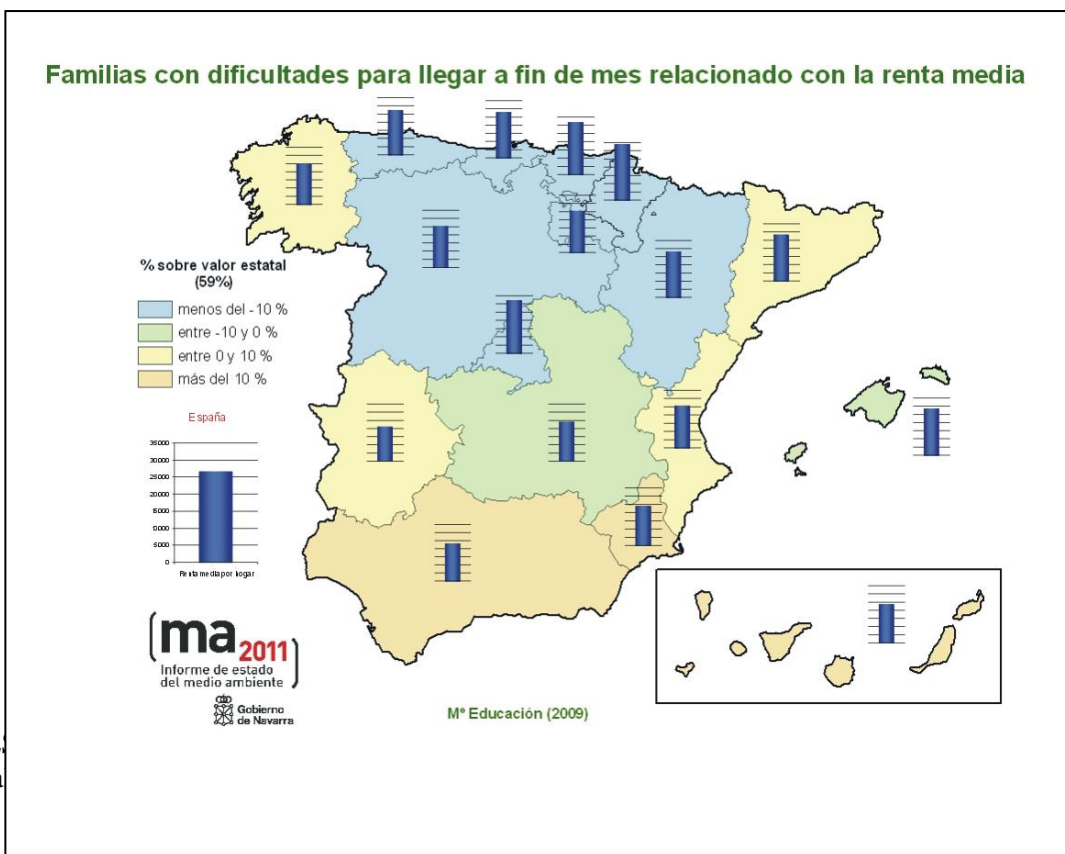 Familias con dificultades para llegar a fin de mes relacionado con la renta media
% sobre valor estatal
(59%)
menos del -10 %
entre -10 y 0 %
entre 0 y 10 %
más del 10 %
España
35000
30000
25000
20000
15000
10000
5000
0
Renta media por hogar
(ma 2011)
Informe de estado
del medio ambiente
Gobierno
de Navarra
Mº Educación (2009)